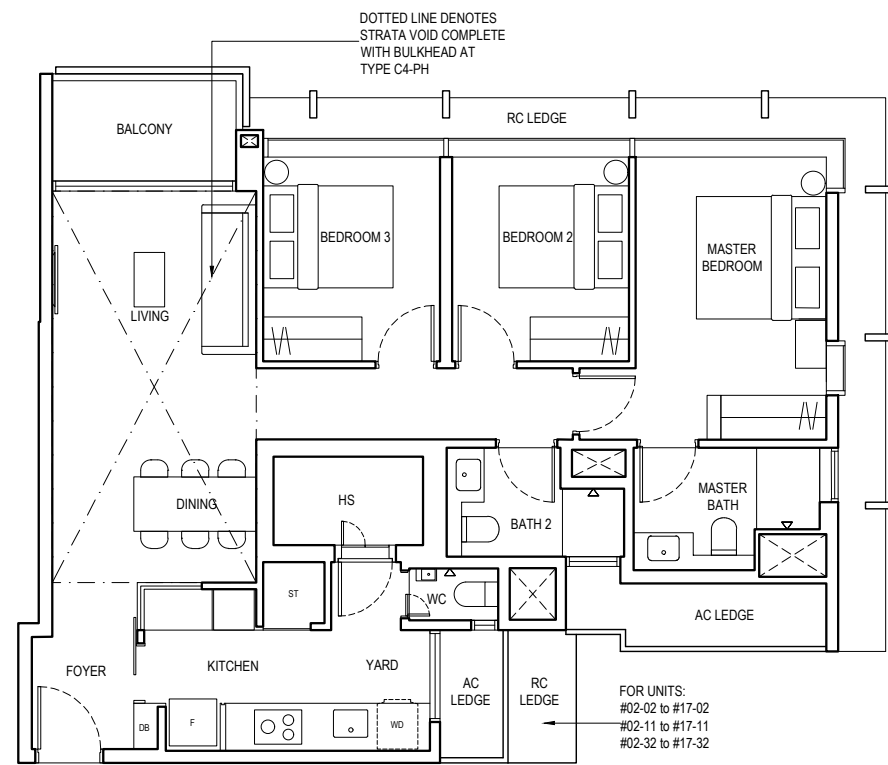 DOTTED LINE DENOTES
STRATA VOID COMPLETE
WITH BULKHEAD AT
TYPE C4-PH
RC LEDGE
BALCONY
BEDROOM 3
BEDROOM 2
MASTER
BEDROOM
LIVING
DINING
HS
BATH 2
MASTER
BATH
ST
WC
AC LEDGE
FOYER
KITCHEN
YARD
AC
LEDGE
RC
LEDGE
FOR UNITS:
#02-02 to #17-02
#02-11 to #17-11
#02-32 to #17-32
DB
F
WD